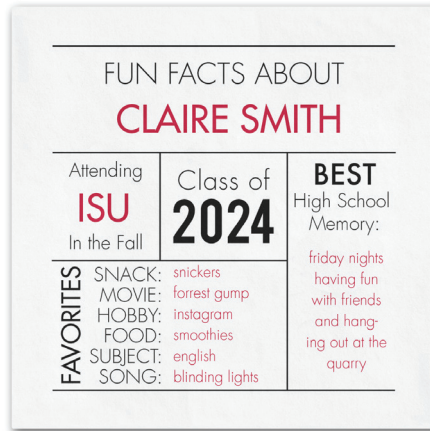 FUN FACTS ABOUT
CLAIRE SMITH
Attending
ISU
In the Fall
Class of
2024
BEST
High School
Memory:
friday nights
having fun
with friends
and hang-
ing out at the
quarry
FAVORITES
SNACK: snickers
MOVIE: forrest gump
HOBBY: instagram
FOOD: smoothies
SUBJECT: english
SONG: blinding lights